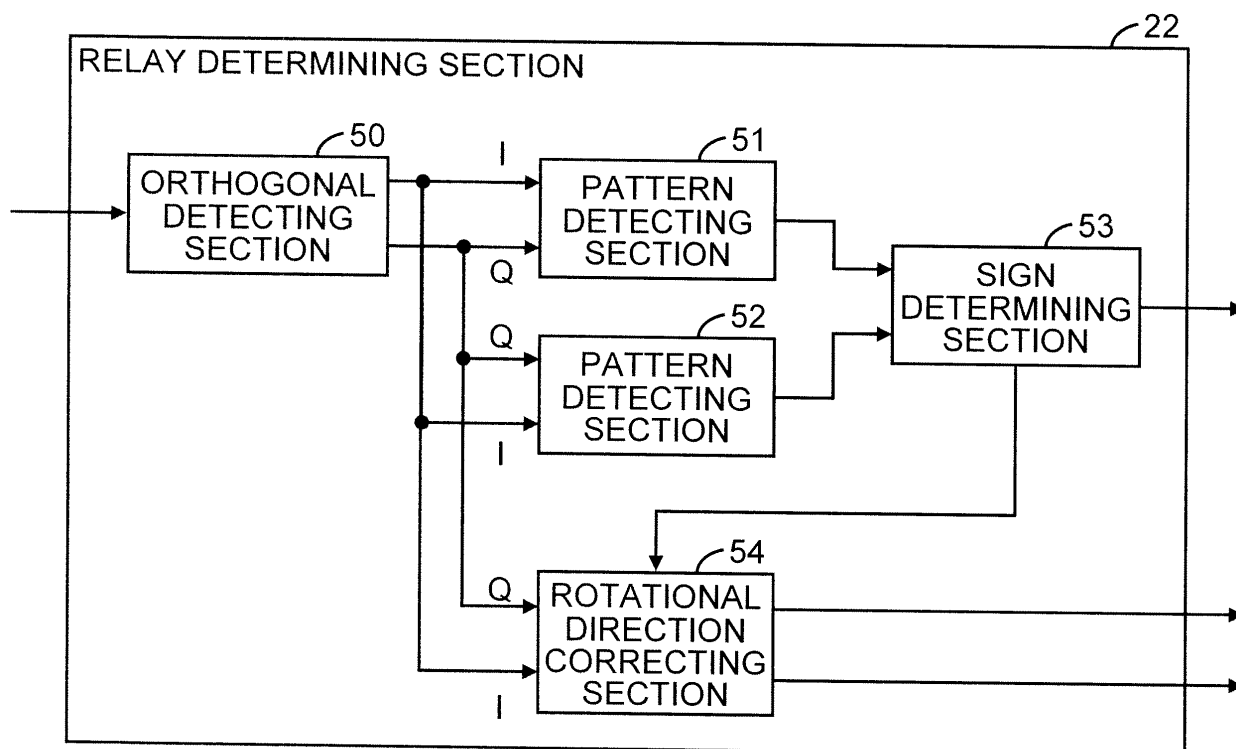 22
RELAY DETERMINING SECTION
50
ORTHOGONAL
DETECTING
SECTION
I
Q
51
PATTERN
DETECTING
SECTION
53
SIGN
DETERMINING
SECTION
Q
I
52
PATTERN
DETECTING
SECTION
Q
I
54
ROTATIONAL
DIRECTION
CORRECTING
SECTION